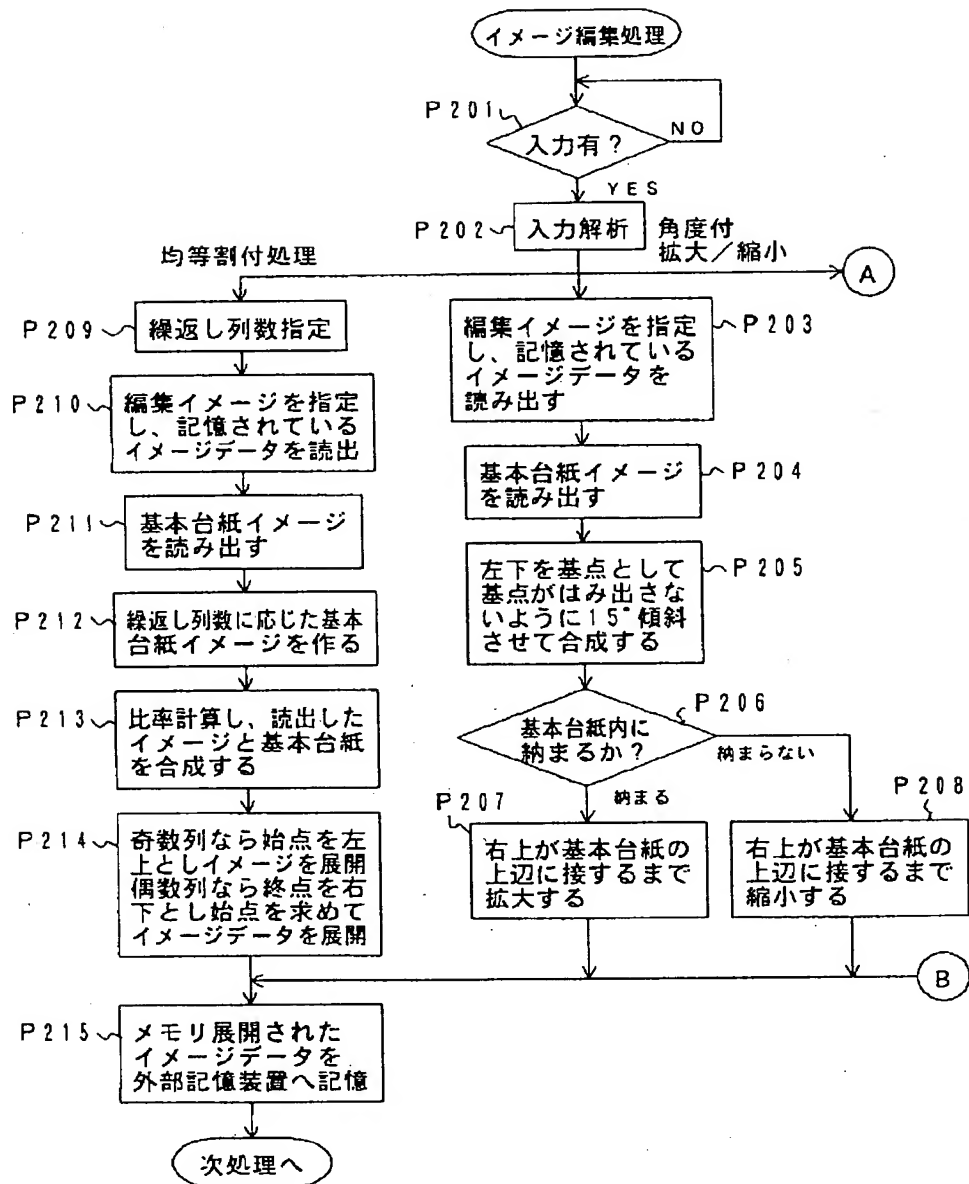 イメージ編集処理
P201
入力有？
NO
YES
P202
入力解析
角度付
拡大／縮小
均等割付処理
A
P209
繰返し列数指定
P210
編集イメージを指定
し、記憶されている
イメージデータを読出
P211
基本台紙イメージ
を読み出す
P212
繰返し列数に応じた基本
台紙イメージを作る
P213
比率計算し、読出した
イメージと基本台紙
を合成する
P214
奇数列なら始点を左
上としイメージを展開
偶数列なら終点を右
下とし始点を求めて
イメージデータを展開
P203
編集イメージを指定
し、記憶されている
イメージデータを
読み出す
P204
基本台紙イメージ
を読み出す
P205
左下を基点として
基点がはみ出さな
いように15°傾斜
させて合成する
P206
基本台紙内に
納まるか？
納まらない
納まる
P207
右上が基本台紙の
上辺に接するまで
拡大する
P208
右上が基本台紙の
上辺に接するまで
縮小する
B
P215
メモリ展開された
イメージデータを
外部記憶装置へ記憶
次処理へ